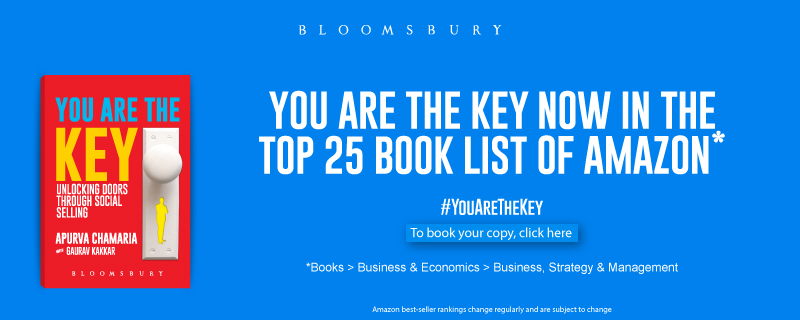 BLOOMSBURY
YOU ARE THE
KEY
UNLOCKING DOORS
THROUGH SOCIAL
SELLING
APURVA CHAMARIA
GAURAV KAKKAR
BLOOMSBURY
YOU ARE THE KEY NOW IN THE
TOP 25 BOOK LIST OF AMAZON*
#YOUARETHEKEY
To book your copy, click here
*Books > Business & Economics > Business, Strategy & Management
Amazon best-seller rankings change regularly and are subject to change